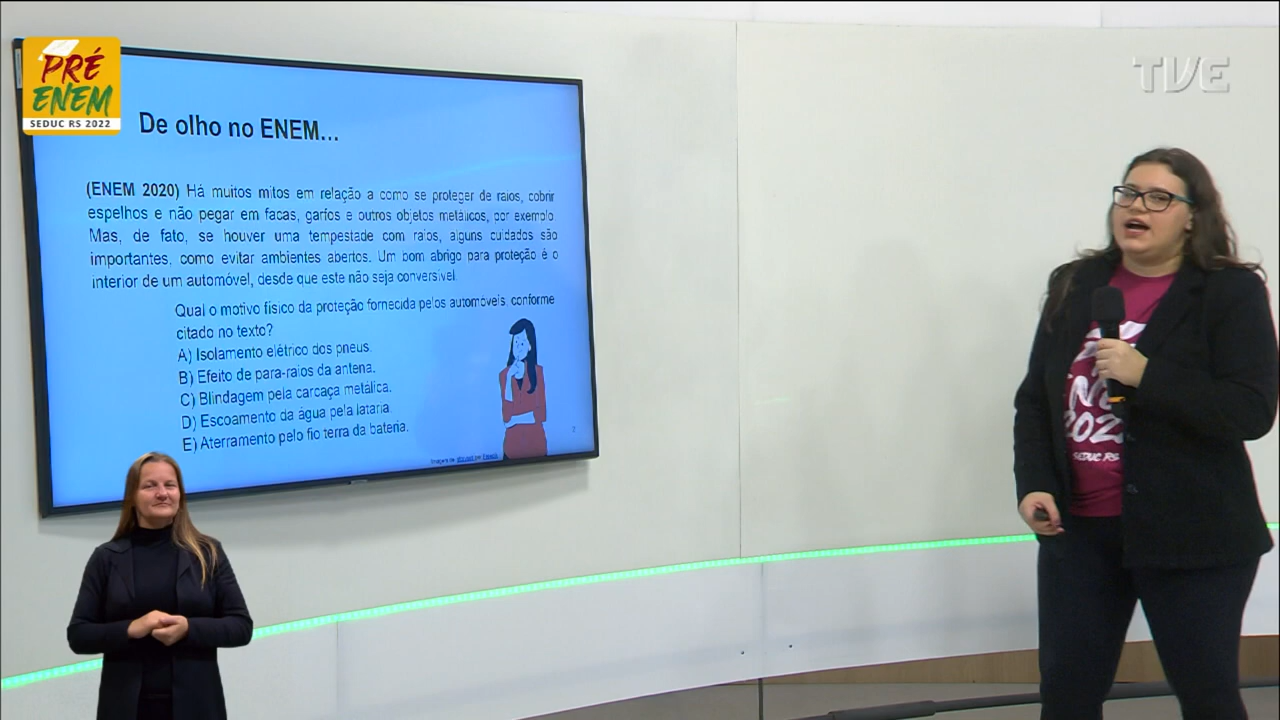 PRÉ
ENEM
SEDUC RS 2022
TVE
De olho no ENEM...
(ENEM 2020) Há muitos mitos em relação a como se proteger de raios, cobrir
espelhos e não pegar em facas, garfos e outros objetos metálicos, por exemplo.
Mas, de fato, se houver uma tempestade com raios, alguns cuidados são
importantes, como evitar ambientes abertos. Um bom abrigo para proteção é o
interior de um automóvel, desde que este não seja conversível.
Qual o motivo físico da proteção fornecida pelos automóveis, conforme
citado no texto?
A) Isolamento elétrico dos pneus.
B) Efeito de para-raios da antena.
C) Blindagem pela carcaça metálica.
D) Escoamento da água pela lataria.
E) Aterramento pelo fio terra da bateria.
SEDUC RS